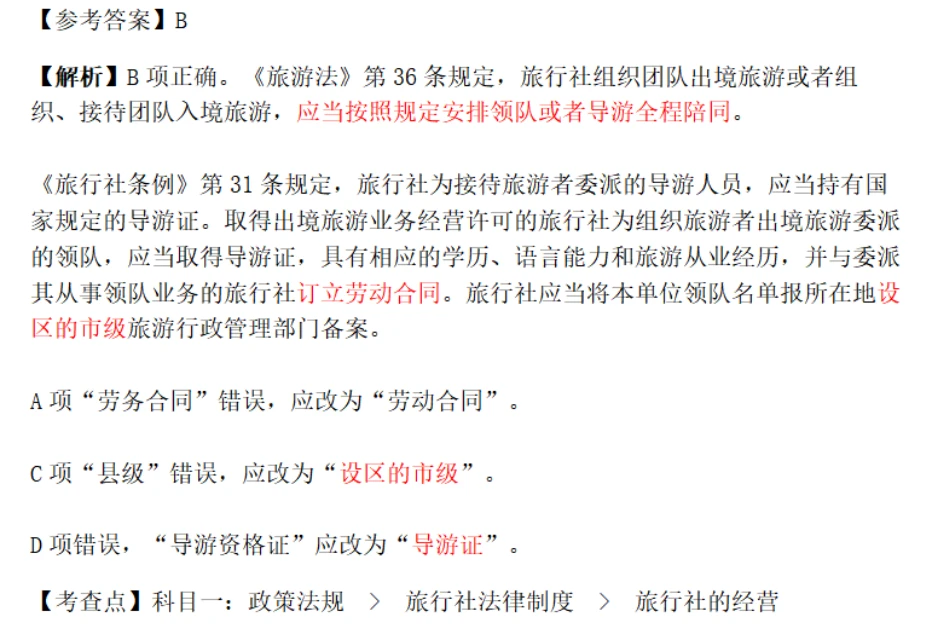 【参考答案】B
【解析】B 项正确。《旅游法》第 36 条规定，旅行社组织团队出境旅游或者组
织、接待团队入境旅游，应当按照规定安排领队或者导游全程陪同。
《旅行社条例》第 31 条规定，旅行社为接待旅游者委派的导游人员，应当持有国
家规定的导游证。取得出境旅游业务经营许可的旅行社为组织旅游者出境旅游委派
的领队，应当取得导游证，具有相应的学历、语言能力和旅游从业经历，并与委派
其从事领队业务的旅行社订立劳动合同。旅行社应当将本单位领队名单报所在地设
区的市级旅游行政管理部门备案。
A 项“劳务合同”错误，应改为“劳动合同”。
C 项“县级”错误，应改为“设区的市级”。
D 项错误，“导游资格证”应改为“导游证”。
【考查点】科目一：政策法规 > 旅行社法律制度 > 旅行社的经营